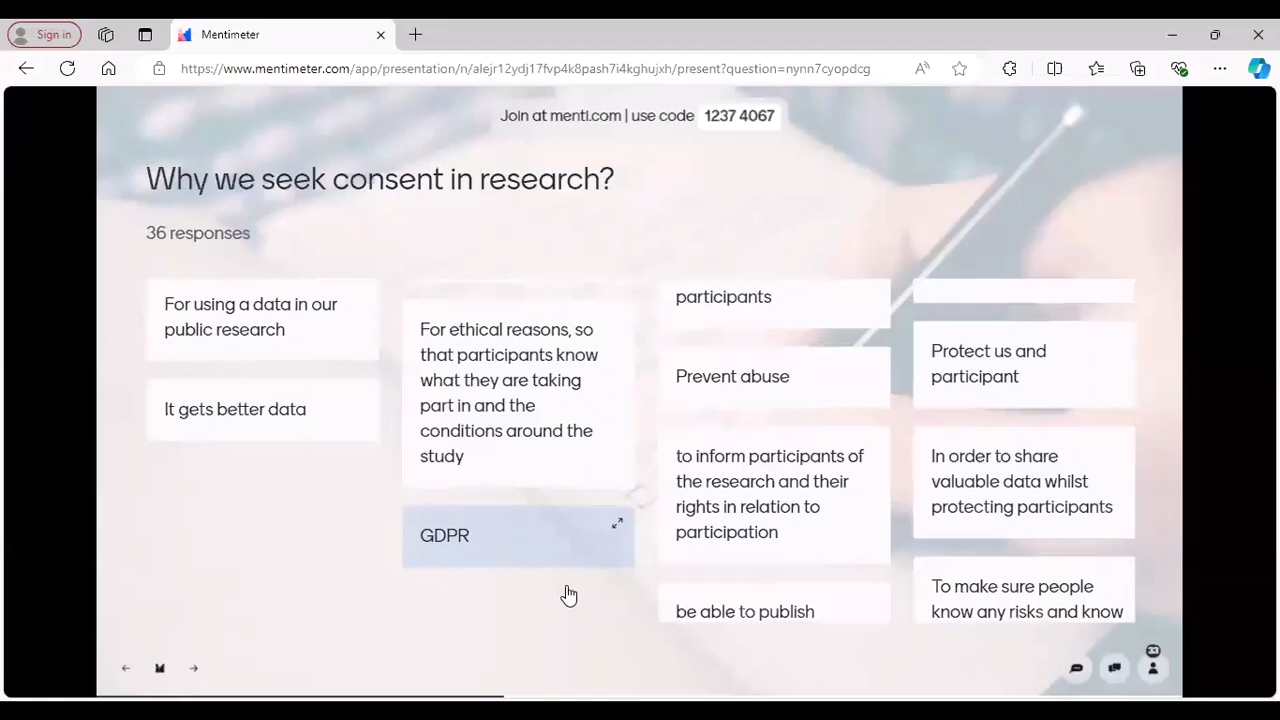 Sign in
Mentimeter
https://www.mentimeter.com/app/presentation/n/alejr12ydj17fvp4k8pash7i4kghujxh/present?question=nynn7cyopdcg
Join at menti.com | use code 1237 4067
Why we seek consent in research?
36 responses
For using a data in our
public research
It gets better data
For ethical reasons, so
that participants know
what they are taking
part in and the
conditions around the
study
GDPR
participants
Prevent abuse
to inform participants of
the research and their
rights in relation to
participation
be able to publish
Protect us and
participant
In order to share
valuable data whilst
protecting participants
To make sure people
know any risks and know
33